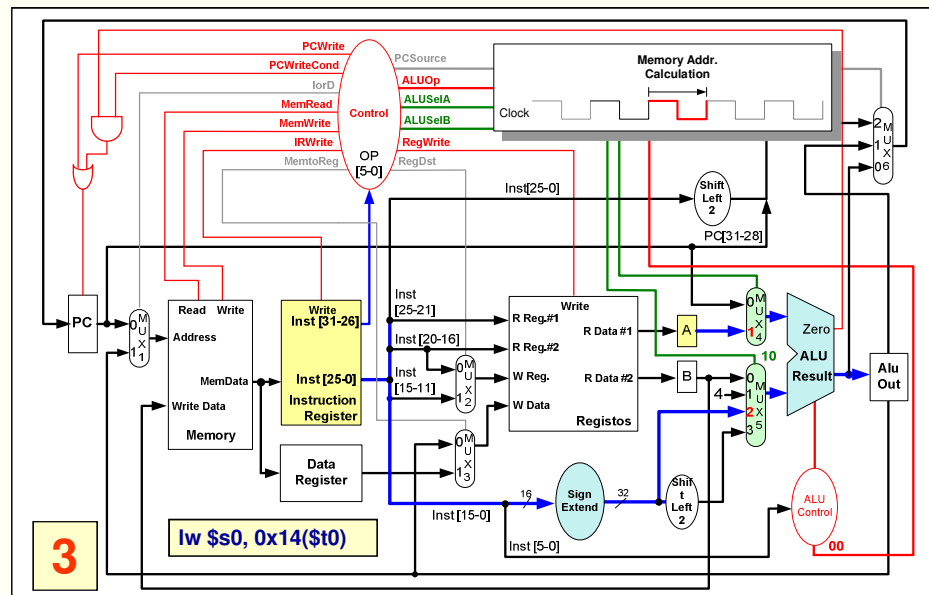 PCWrite
PCWriteCond
IorD
MemRead
MemWrite
IRWrite
MemtoReg
Control
OP
[5-0]
PCSource
ALUOp
ALUSelA
ALUSelB
RegWrite
RegDst
Memory Addr.
Calculation
Clock
2
1
0
M
U
X
6
Inst[25-0]
Shift
Left
2
PC[31-28]
PC
0
1
M
U
X
1
Read Write
Address
MemData
Write Data
Memory
Write
Inst [31-26]
Inst [25-0]
Instruction
Register
Data
Register
Inst
[25-21]
Inst [20-16]
Inst
[15-11]
0
1
M
U
X
2
0
1
M
U
X
3
Write
R Reg.#1
R Reg.#2
W Reg.
W Data
R Data #1
R Data #2
Registos
A
B
0
1
M
U
X
4
10
4
0
1
2
3
M
U
X
5
Zero
ALU
Result
Alu
Out
Inst [15-0]
16
Sign
Extend
32
Shif
t
Left
2
Inst [5-0]
ALU
Control
00
3
lw $s0, 0x14($t0)